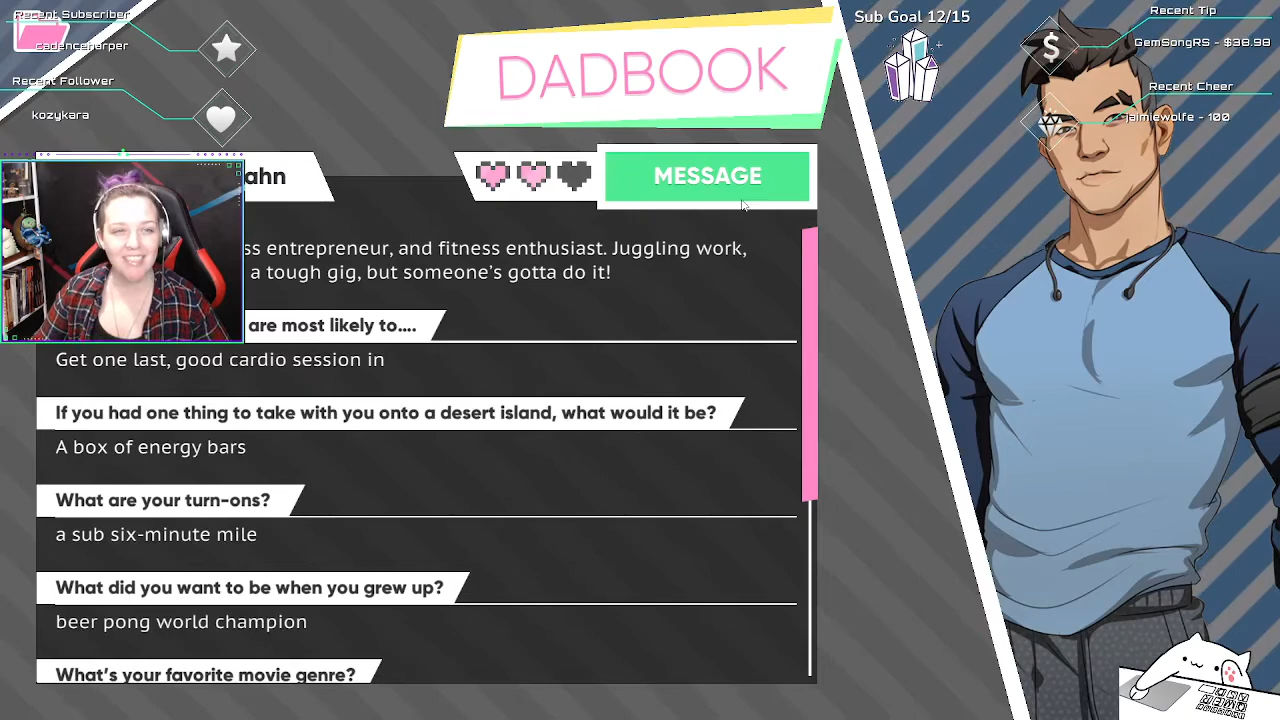 Recent Subscriber
cadenceharper
Recent Follower
kozykara
DADBOOK
Sub Goal 12/15
Recent Tip
GemSongRS - $38.98
Recent Cheer
jaimiewolfe - 100
$
ahn
MESSAGE
ss entrepreneur, and fitness enthusiast. Juggling work,
a tough gig, but someone's gotta do it!
are most likely to....
Get one last, good cardio session in
If you had one thing to take with you onto a desert island, what would it be?
A box of energy bars
What are your turn-ons?
a sub six-minute mile
What did you want to be when you grew up?
beer pong world champion
What's your favorite movie genre?